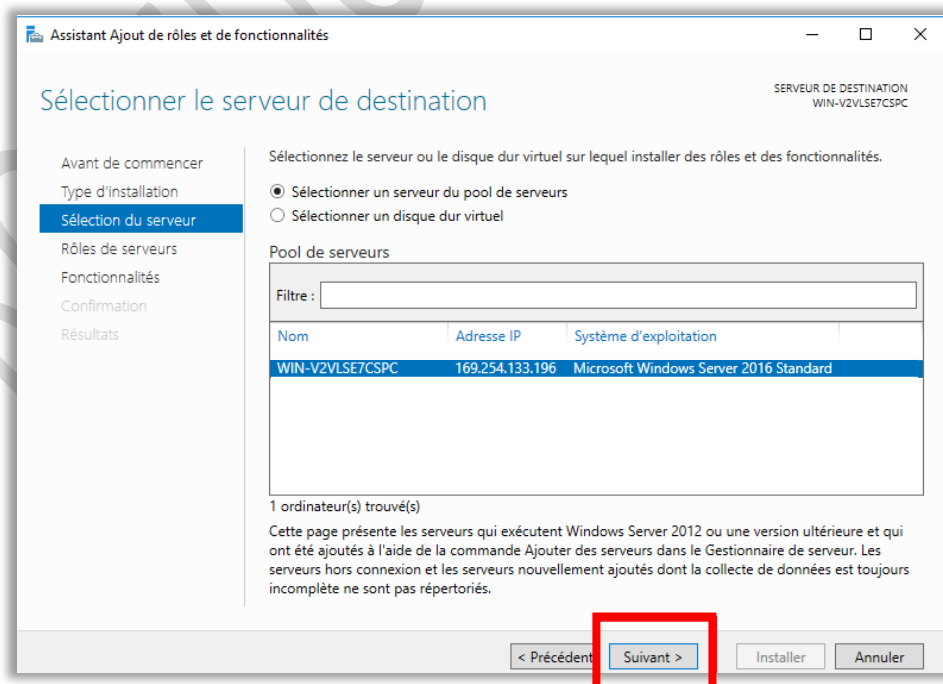 Assistant Ajout de rôles et de fonctionnalités
Sélectionner le serveur de destination
SERVEUR DE DESTINATION
WIN-V2VLSE7CSPC
Avant de commencer
Type d'installation
Sélection du serveur
Rôles de serveurs
Fonctionnalités
Confirmation
Résultats
Sélectionnez le serveur ou le disque dur virtuel sur lequel installer des rôles et des fonctionnalités.
Sélectionner un serveur du pool de serveurs
Sélectionner un disque dur virtuel
Pool de serveurs
Filtre :
Nom Adresse IP Système d'exploitation
WIN-V2VLSE7CSPC 169.254.133.196 Microsoft Windows Server 2016 Standard
1 ordinateur(s) trouvé(s)
Cette page présente les serveurs qui exécutent Windows Server 2012 ou une version ultérieure et qui
ont été ajoutés à l'aide de la commande Ajouter des serveurs dans le Gestionnaire de serveur. Les
serveurs hors connexion et les serveurs nouvellement ajoutés dont la collecte de données est toujours
incomplète ne sont pas répertoriés.
< Précédent Suivant > Installer Annuler